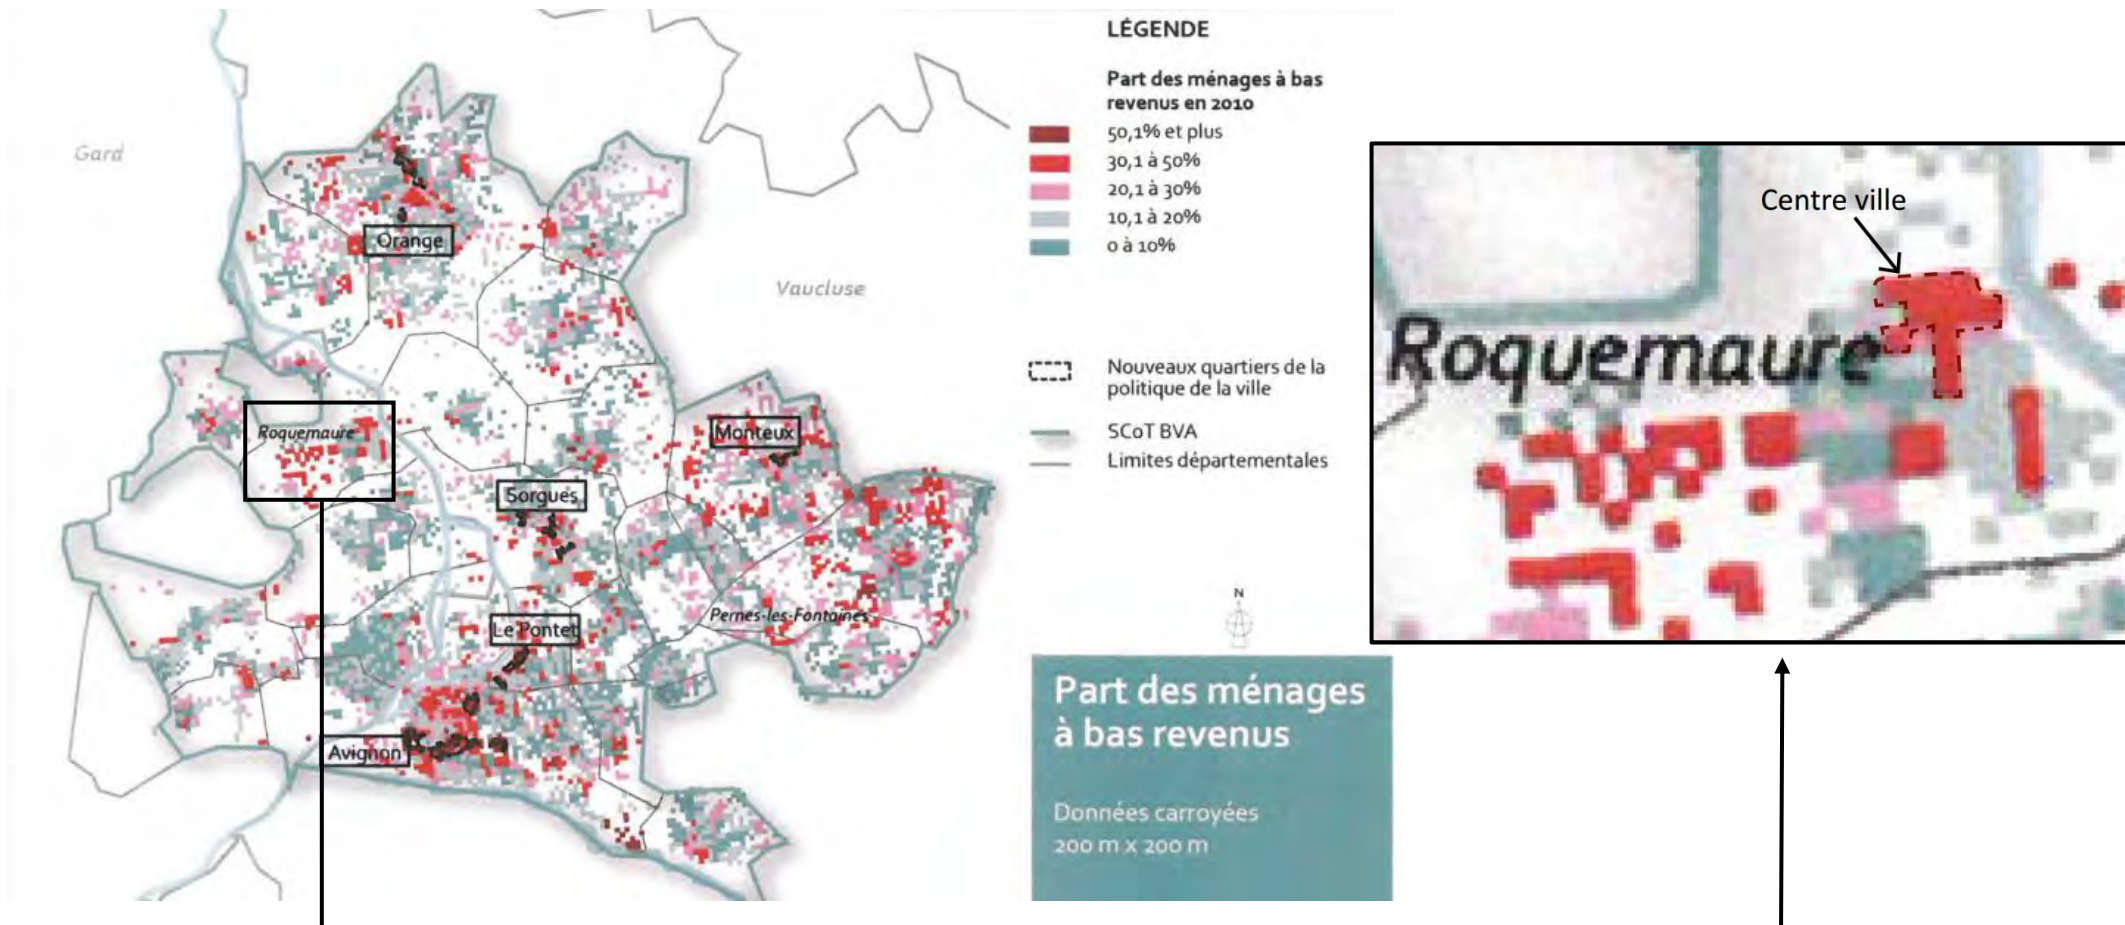 LÉGENDE
Part des ménages à bas
revenus en 2010
50,1% et plus
30,1 à 50%
20,1 à 30%
10,1 à 20%
0 à 10%
Nouveaux quartiers de la
politique de la ville
SCoT BVA
Limites départementales
N
Part des ménages
à bas revenus
Données carroyées
200 m x 200 m
Gard
Vaucluse
Orange
Roquemaure
Monteux
Sorgues
Le Pontet
Pernes-les-Fontaines
Avignon
Centre ville
Roquemaure